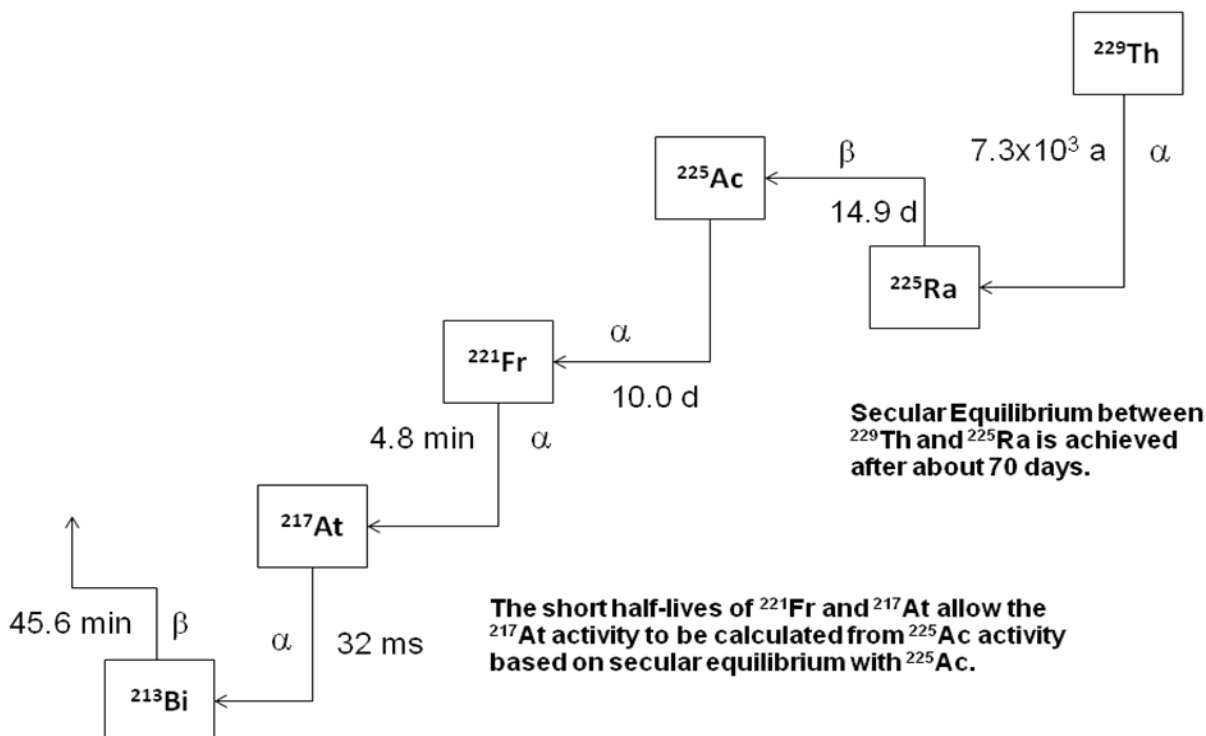 ²²⁹Th
7.3x10³ a
α
β
²²⁵Ac
14.9 d
²²⁵Ra
α
²²¹Fr
10.0 d
4.8 min
α
Secular Equilibrium between
²²⁹Th and ²²⁵Ra is achieved
after about 70 days.
²¹⁷At
45.6 min
β
α
32 ms
The short half-lives of ²²¹Fr and ²¹⁷At allow the
²¹⁷At activity to be calculated from ²²⁵Ac activity
based on secular equilibrium with ²²⁵Ac.
²¹³Bi